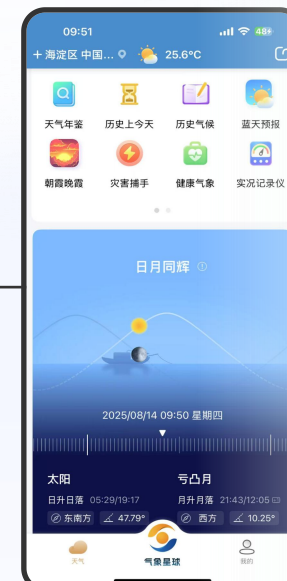 09:51
48
+ 海淀区 中国... 25.6°C
天气年鉴 历史上今天 历史气候 蓝天预报
朝霞晚霞 灾害捕手 健康气象 实况记录仪
日月同辉
2025/08/14 09:50 星期四
太阳 亏凸月
日升日落 05:29/19:17 月升月落 21:43/12:05
东南方 47.79° 西方 10.25°
天气 气象星球 我的